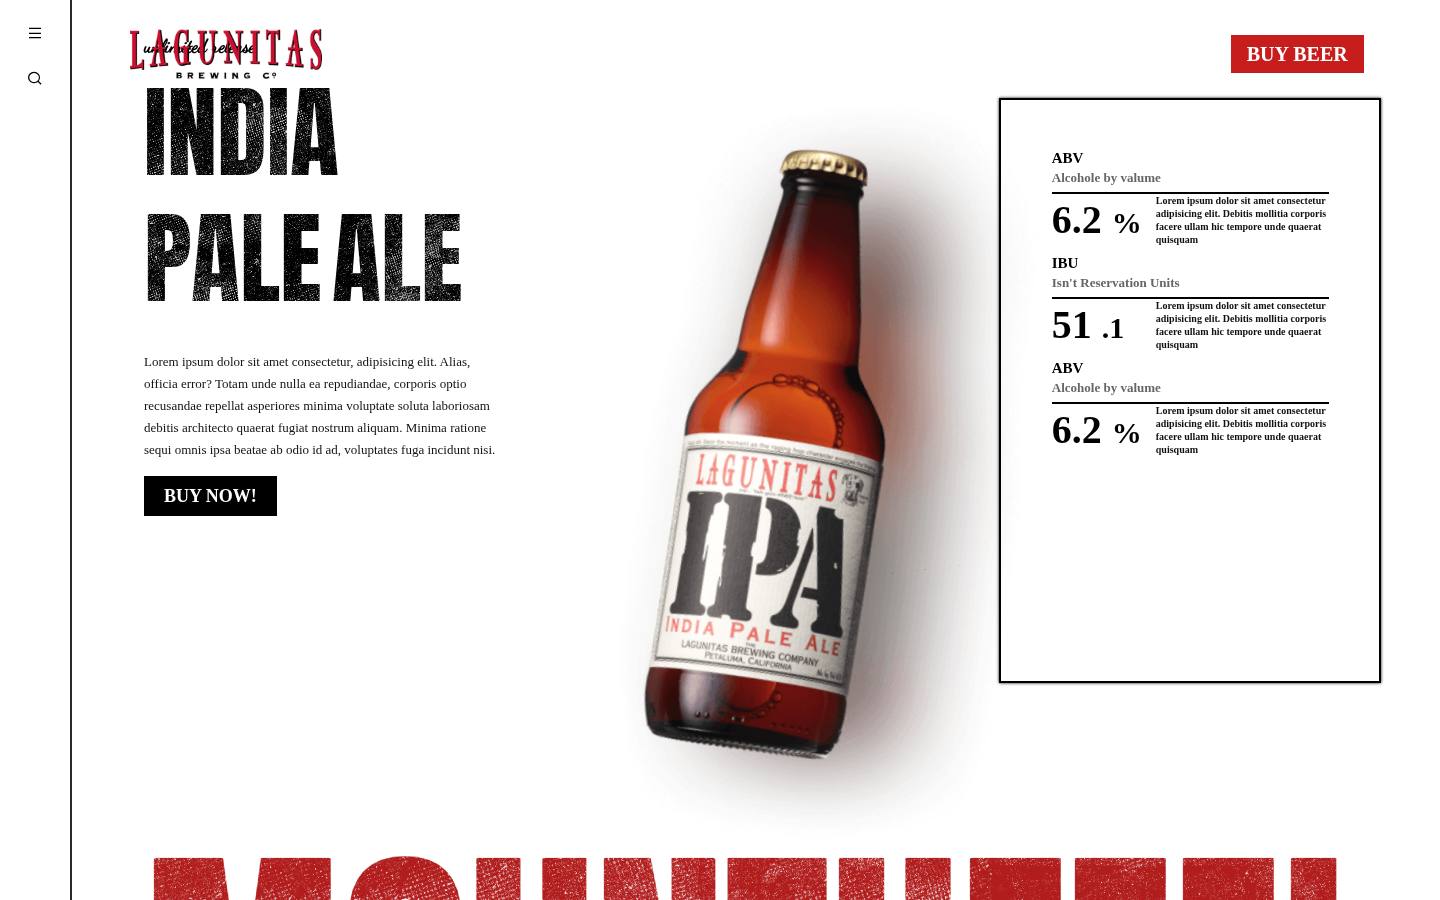 unlimited release
LAGUNITAS
BREWING Cº
BUY BEER
INDIA
PALE ALE
Lorem ipsum dolor sit amet consectetur, adipisicing elit. Alias,
officia error? Totam unde nulla ea repudiandae, corporis optio
recusandae repellat asperiores minima voluptate soluta laboriosam
debitis architecto quaerat fugiat nostrum aliquam. Minima ratione
sequi omnis ipsa beatae ab odio id ad, voluptates fuga incidunt nisi.
BUY NOW!
LAGUNITAS
IPA
INDIA PALE ALE
THE
LAGUNITAS BREWING COMPANY
PETALUMA, CALIFORNIA
ABV
Alcohole by valume
6.2 %
Lorem ipsum dolor sit amet consectetur
adipisicing elit. Debitis mollitia corporis
facere ullam hic tempore unde quaerat
quisquam
IBU
Isn't Reservation Units
51 .1
Lorem ipsum dolor sit amet consectetur
adipisicing elit. Debitis mollitia corporis
facere ullam hic tempore unde quaerat
quisquam
ABV
Alcohole by valume
6.2 %
Lorem ipsum dolor sit amet consectetur
adipisicing elit. Debitis mollitia corporis
facere ullam hic tempore unde quaerat
quisquam